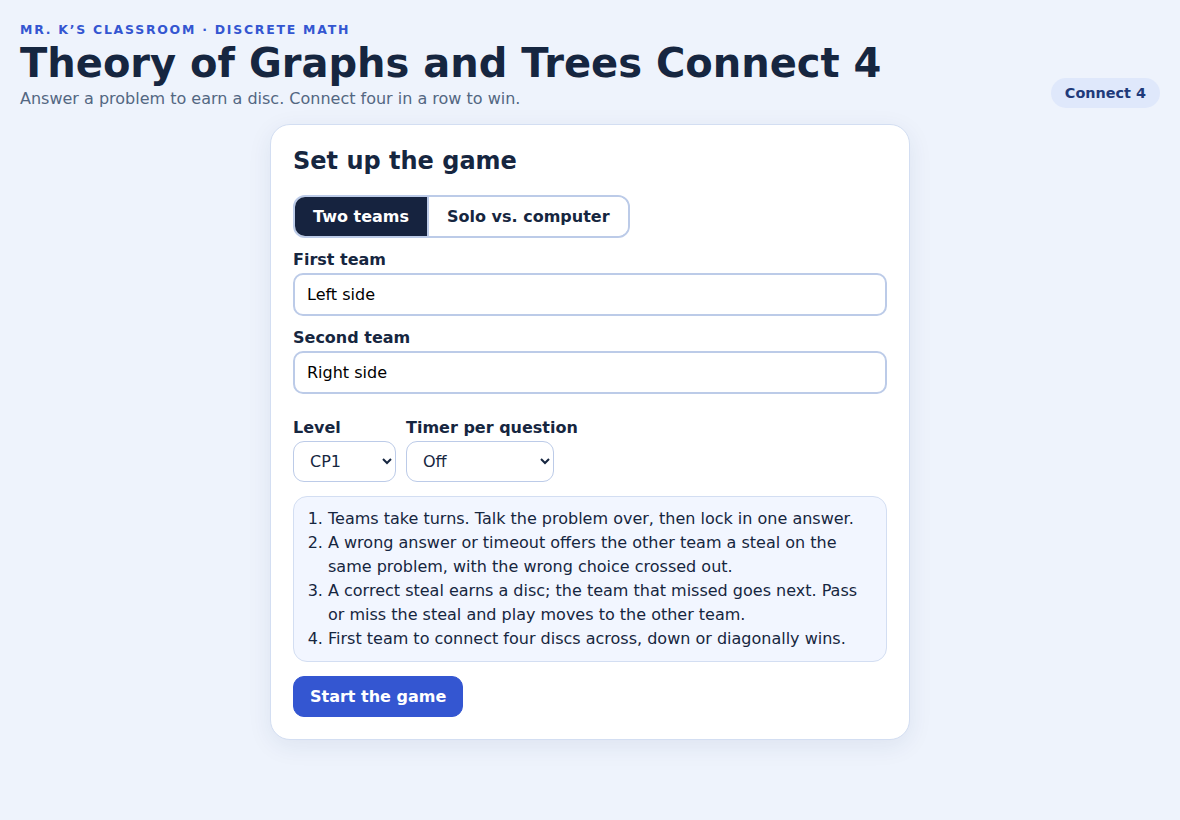 MR. K’S CLASSROOM · DISCRETE MATH
Theory of Graphs and Trees Connect 4
Answer a problem to earn a disc. Connect four in a row to win.
Connect 4
Set up the game
Two teams
Solo vs. computer
First team
Left side
Second team
Right side
Level
Timer per question
CP1
Off
1. Teams take turns. Talk the problem over, then lock in one answer.
2. A wrong answer or timeout offers the other team a steal on the
same problem, with the wrong choice crossed out.
3. A correct steal earns a disc; the team that missed goes next. Pass
or miss the steal and play moves to the other team.
4. First team to connect four discs across, down or diagonally wins.
Start the game